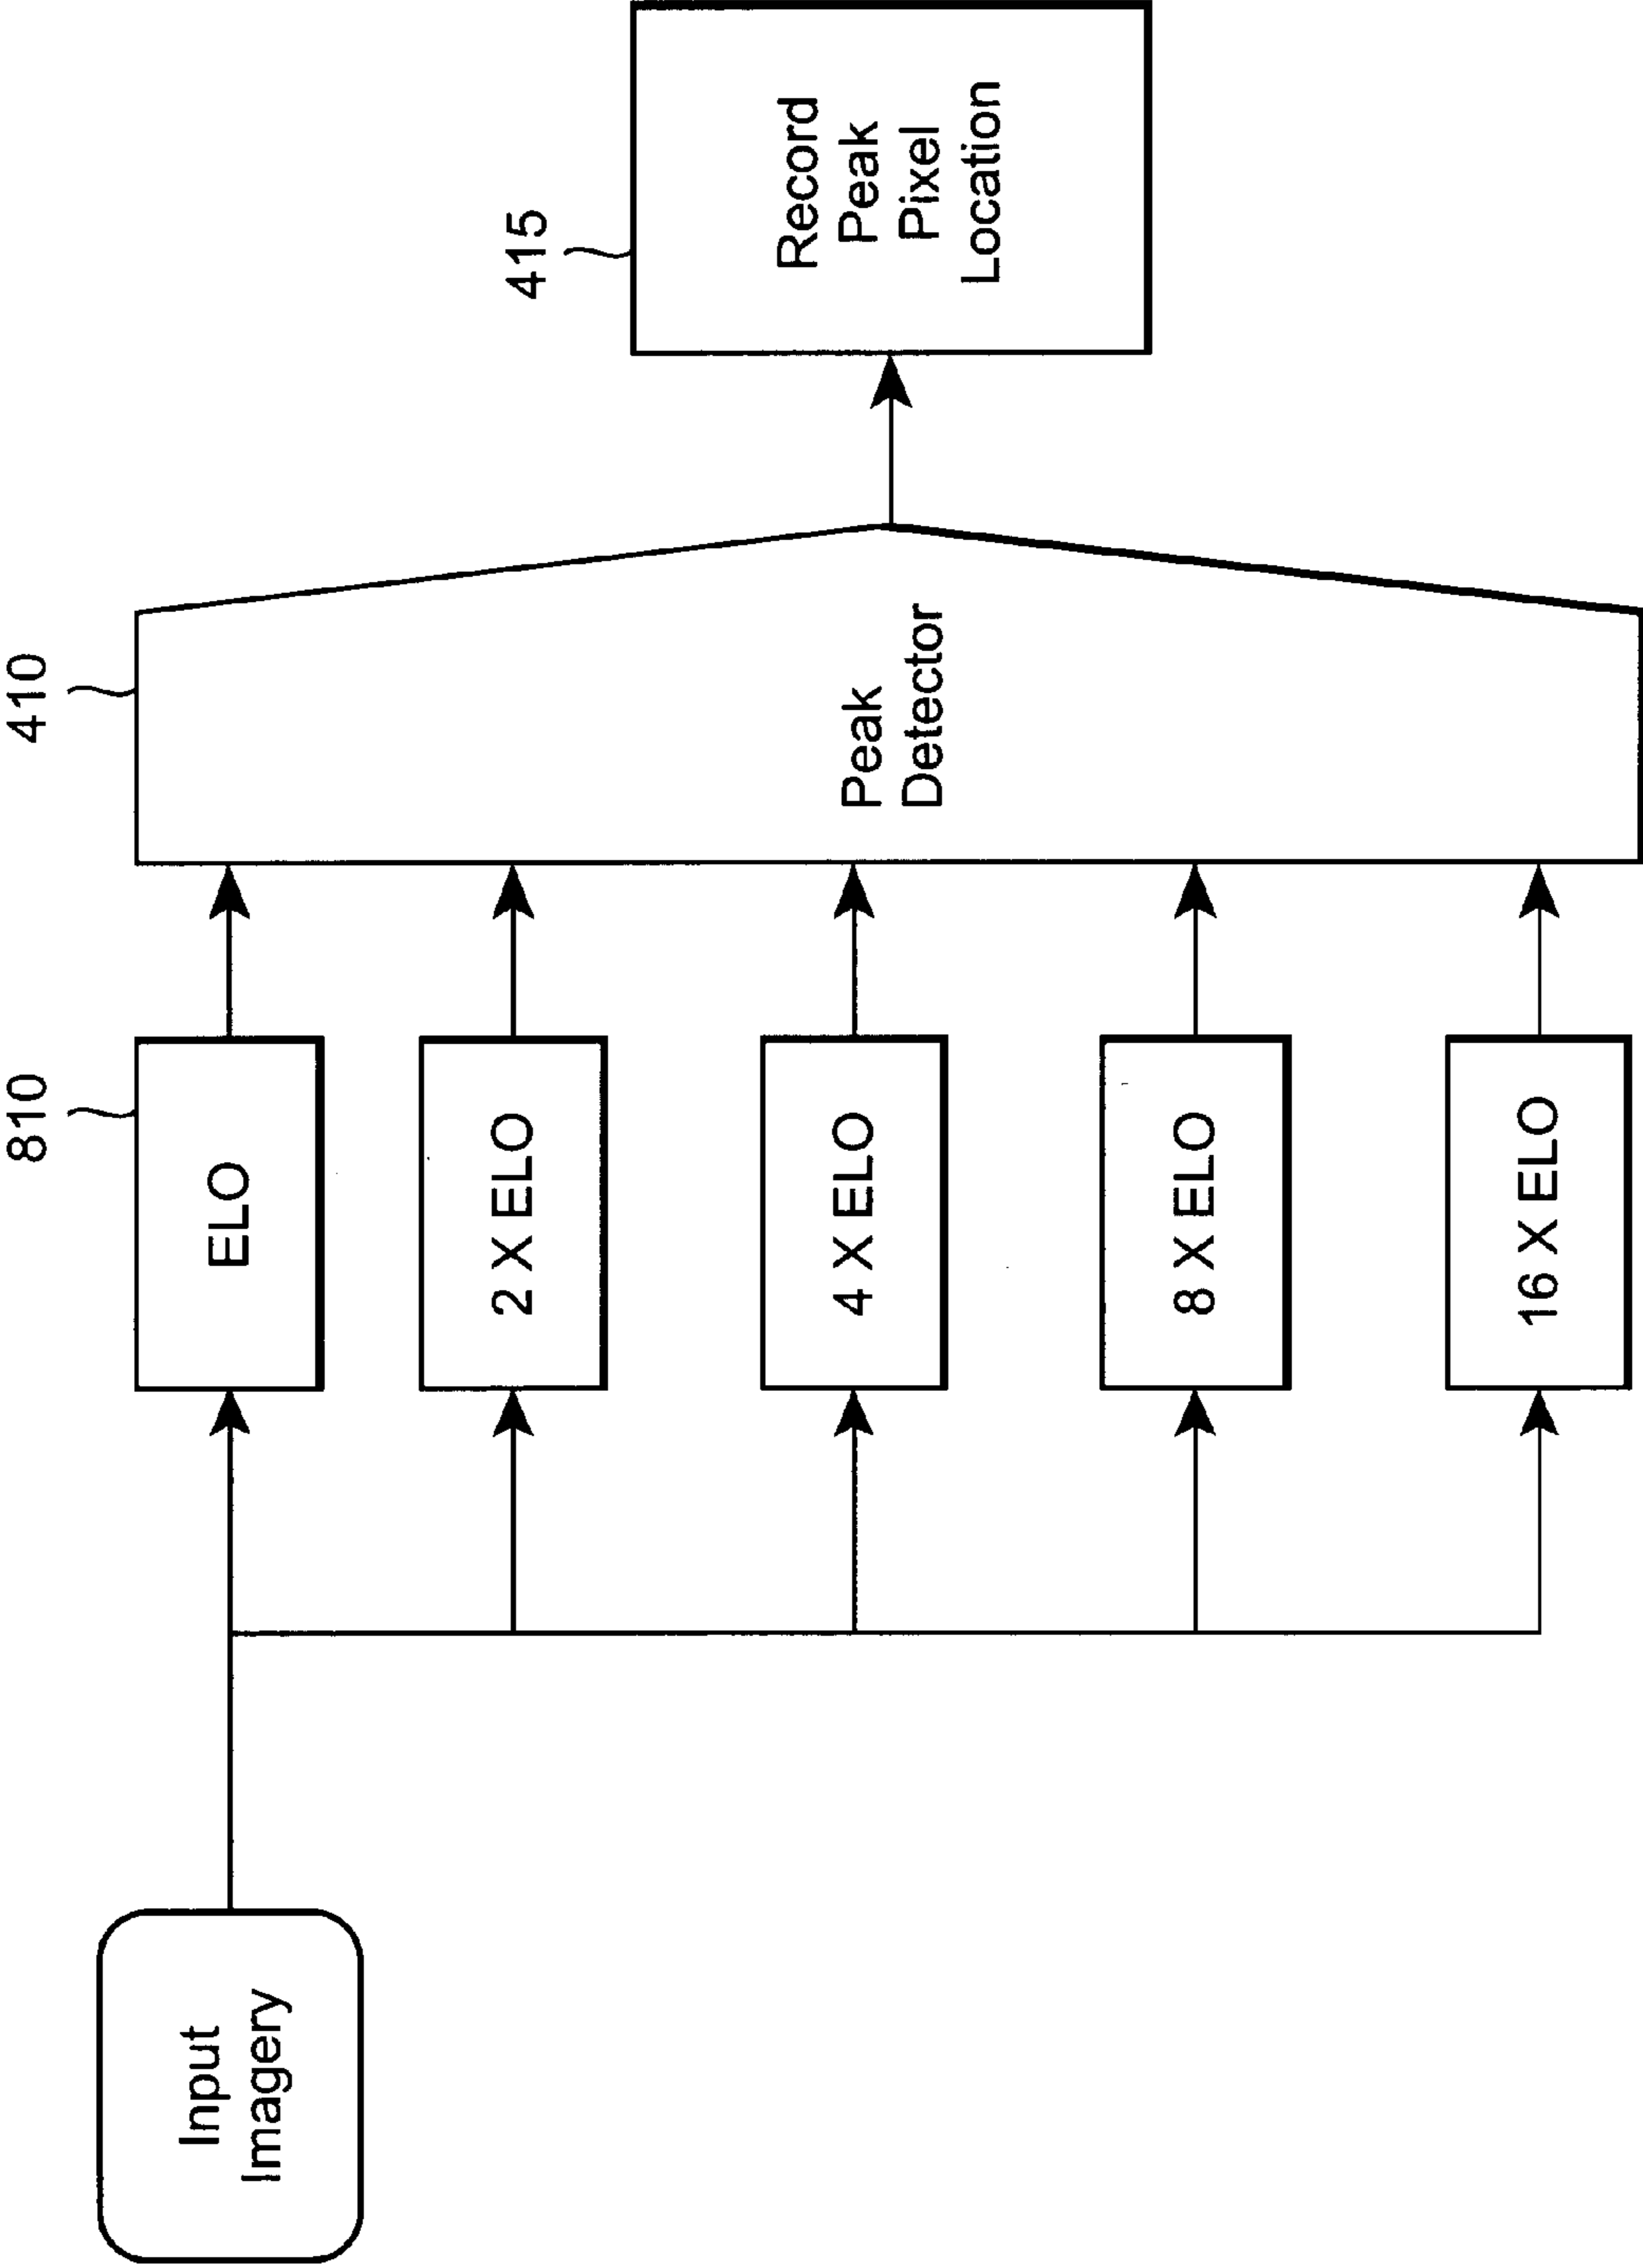 Input
Imagery
810
ELO
2 X ELO
4 X ELO
8 X ELO
16 X ELO
410
Peak
Detector
415
Record
Peak
Pixel
Location